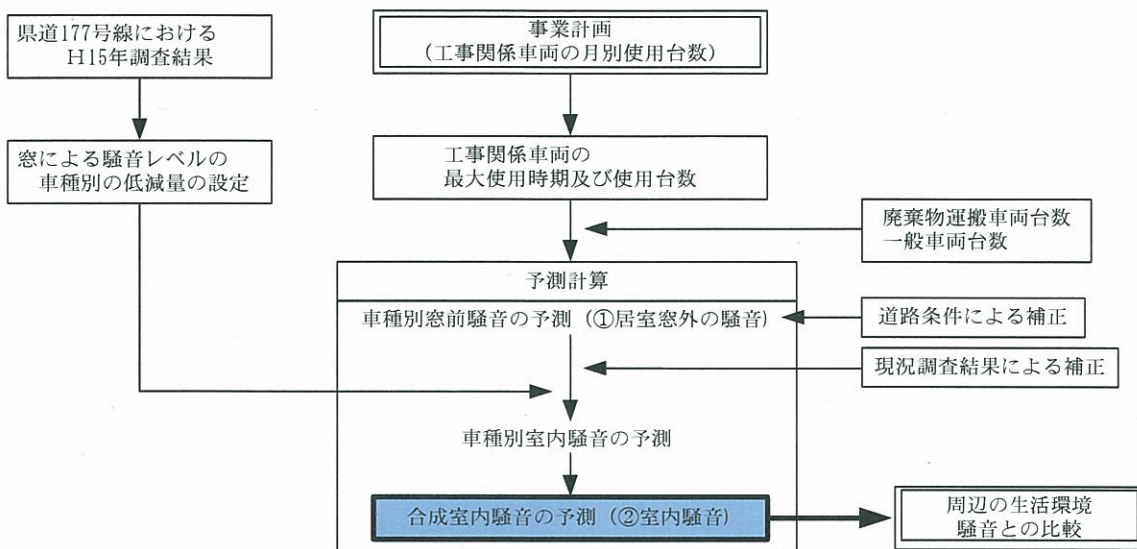 県道177号線における
H15年調査結果
事業計画
(工事関係車両の月別使用台数)
窓による騒音レベルの
車種別の低減量の設定
工事関係車両の
最大使用時期及び使用台数
廃棄物運搬車両台数
一般車両台数
予測計算
車種別窓前騒音の予測 (①居室窓外の騒音)
道路条件による補正
現況調査結果による補正
車種別室内騒音の予測
合成室内騒音の予測 (②室内騒音)
周辺の生活環境
騒音との比較